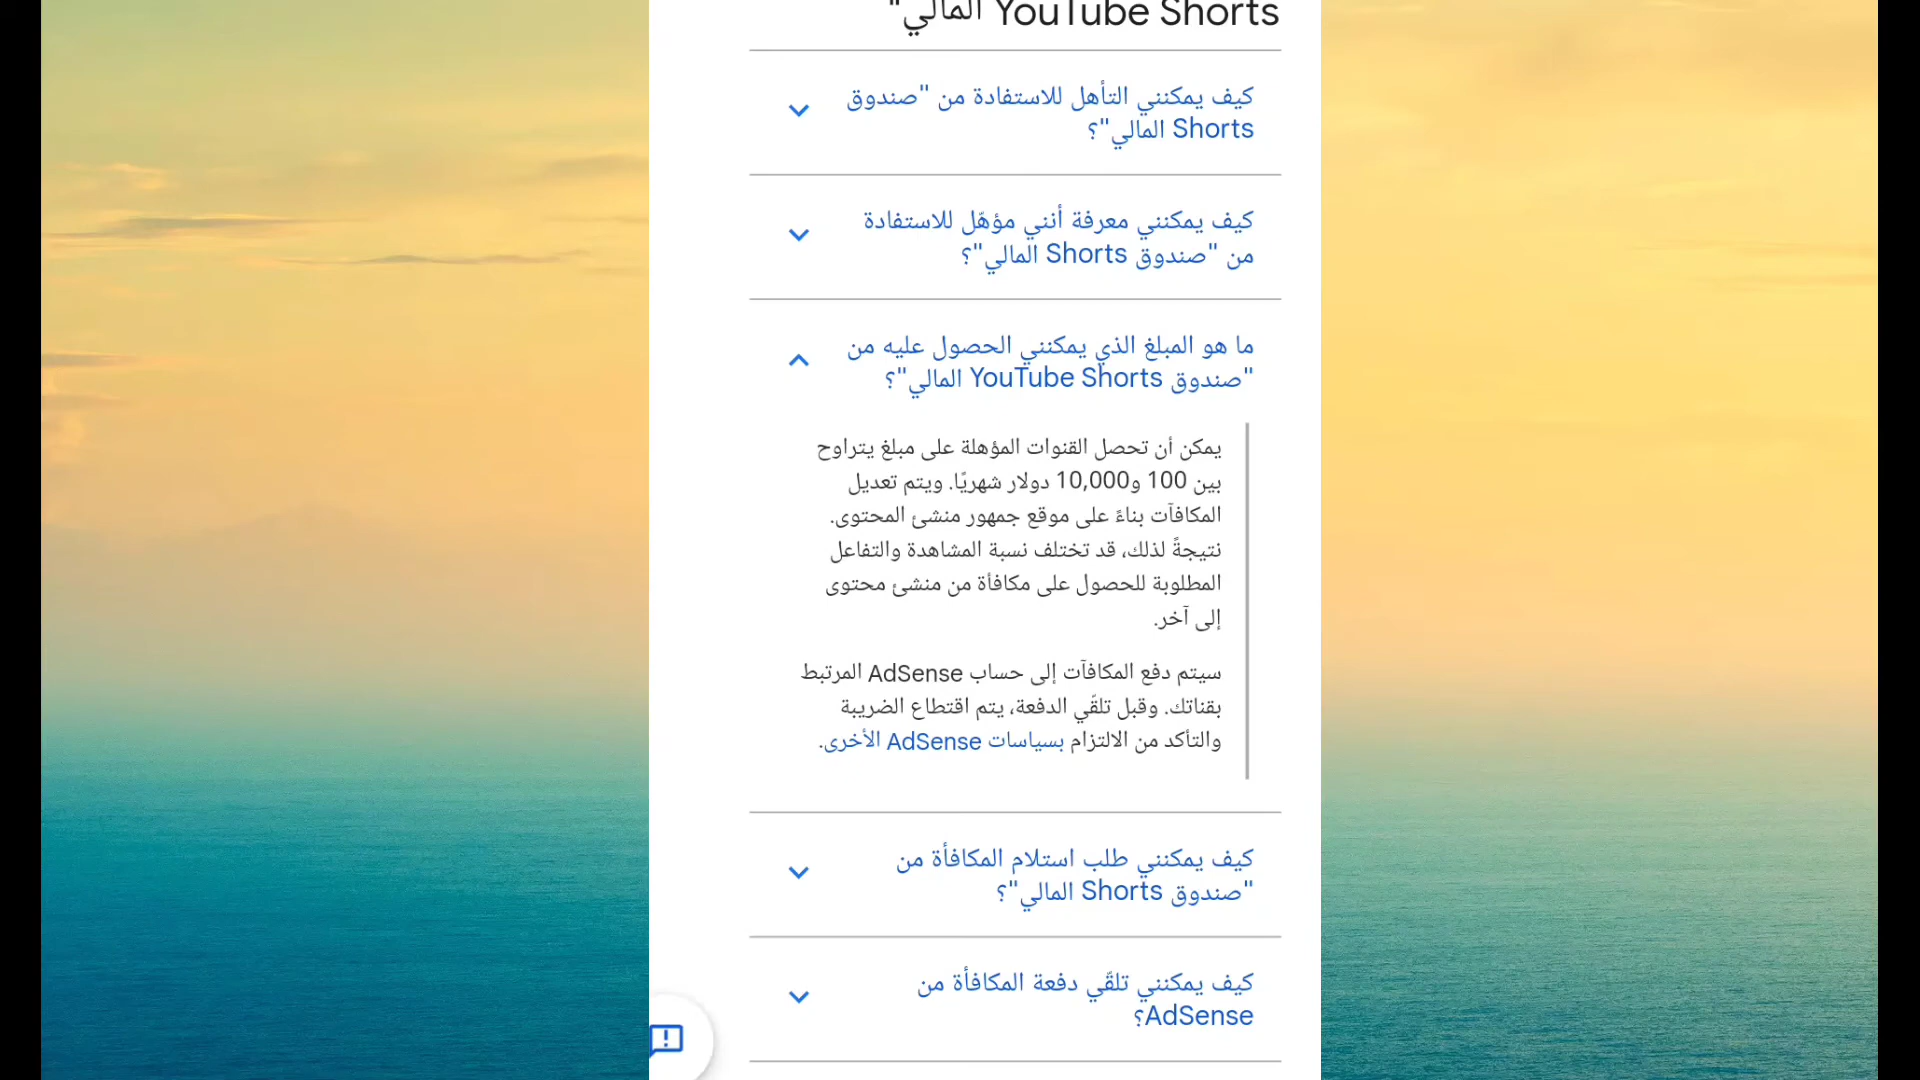 YouTube Shorts المالي"
كيف يمكنني التأهل للاستفادة من "صندوق
Shorts المالي"؟
كيف يمكنني معرفة أنني مؤهّل للاستفادة
من "صندوق Shorts المالي"؟
ما هو المبلغ الذي يمكنني الحصول عليه من
"صندوق YouTube Shorts المالي"؟
يمكن أن تحصل القنوات المؤهلة على مبلغ يتراوح
بين 100 و10,000 دولار شهريًا. ويتم تعديل
المكافآت بناءً على موقع جمهور منشئ المحتوى.
نتيجةً لذلك، قد تختلف نسبة المشاهدة والتفاعل
المطلوبة للحصول على مكافأة من منشئ محتوى
إلى آخر.
سيتم دفع المكافآت إلى حساب AdSense المرتبط
بقناتك. وقبل تلقّي الدفعة، يتم اقتطاع الضريبة
والتأكد من الالتزام بسياسات AdSense الأخرى.
كيف يمكنني طلب استلام المكافأة من
"صندوق Shorts المالي"؟
كيف يمكنني تلقّي دفعة المكافأة من
AdSense؟